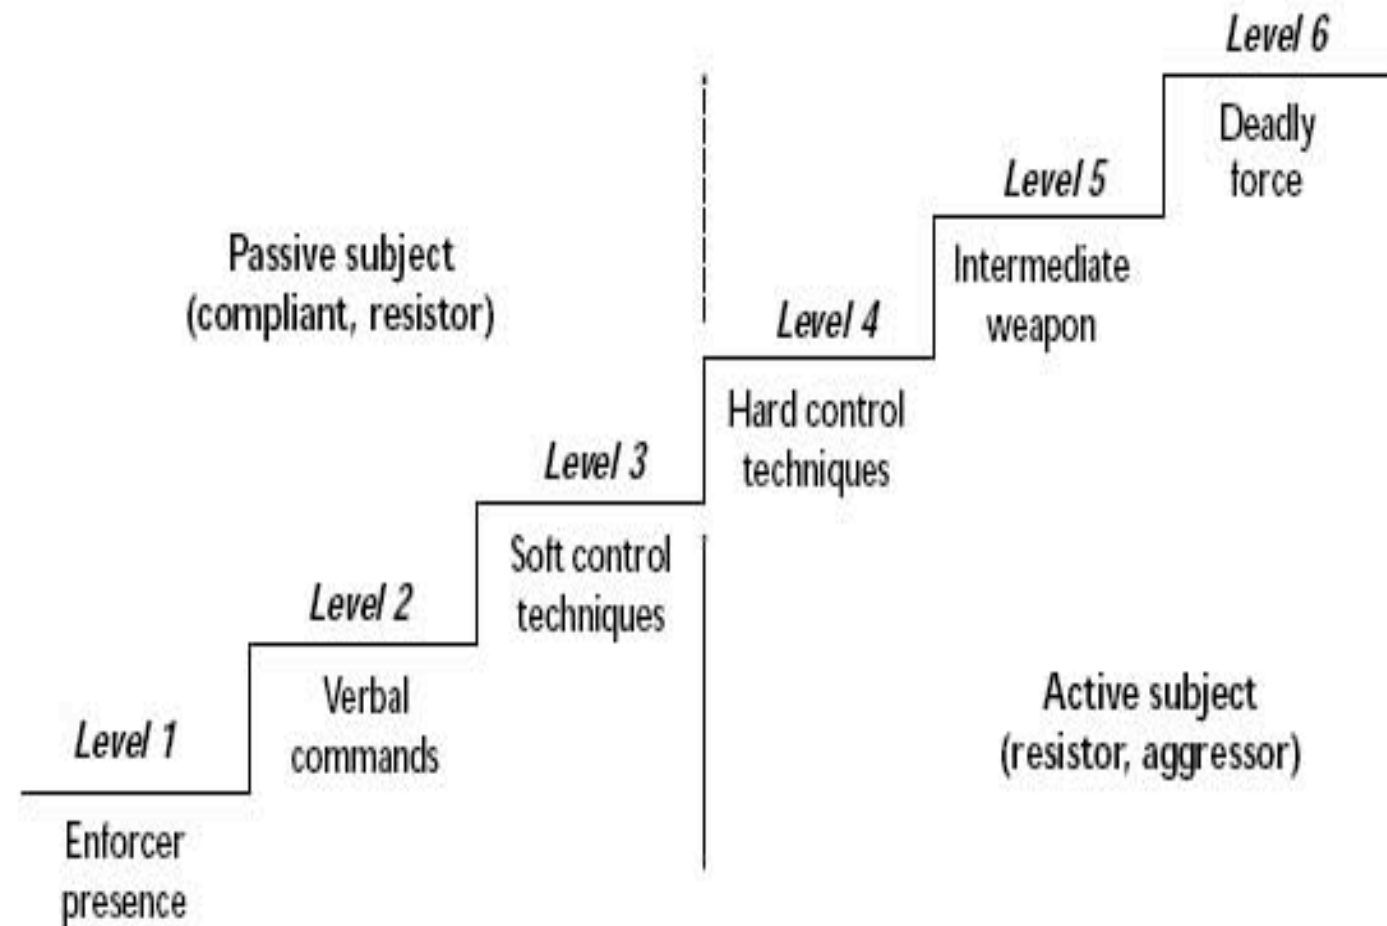 Level 6
Deadly
force
Level 5
Intermediate
weapon
Passive subject
(compliant, resistor)
Level 4
Hard control
techniques
Level 3
Soft control
techniques
Level 2
Verbal
commands
Active subject
(resistor, aggressor)
Level 1
Enforcer
presence